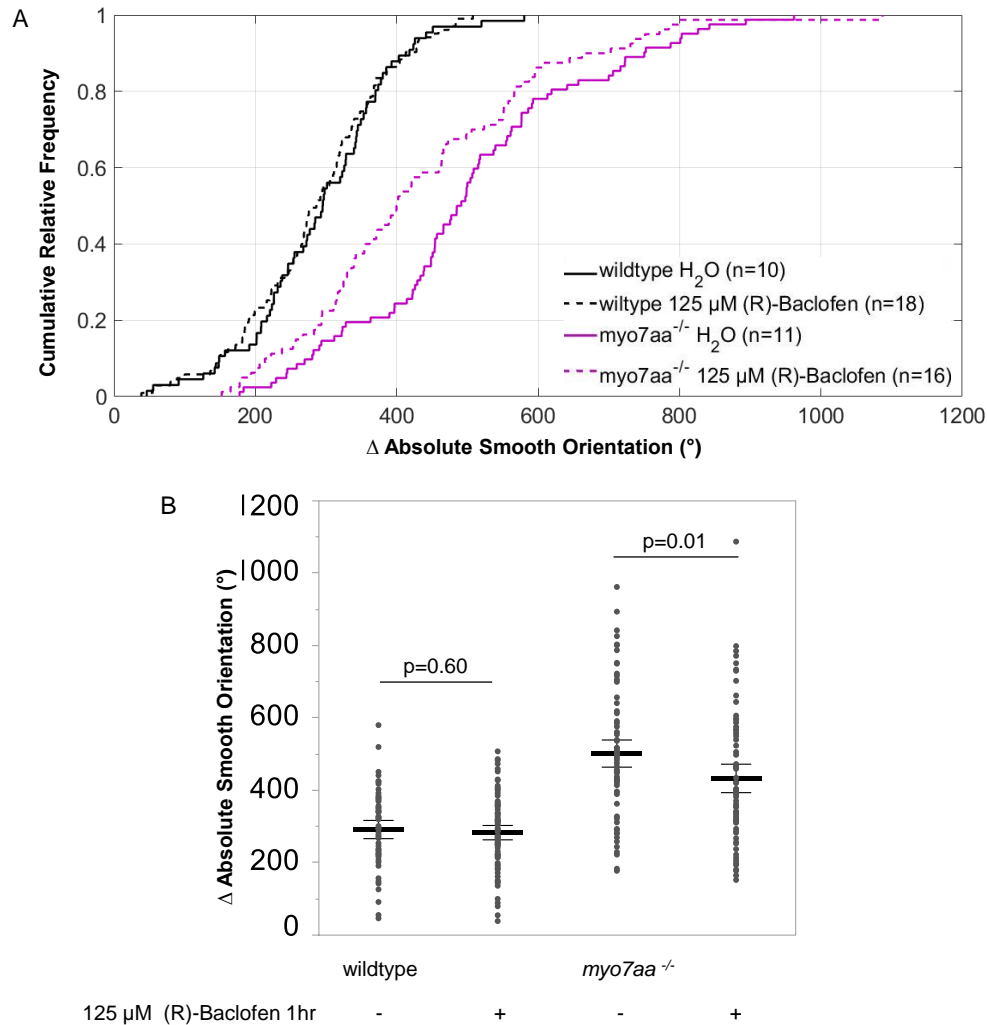 A
1
0.8
0.6
0.4
0.2
0
Cumulative Relative Frequency
0 200 400 600 800 1000 1200
Δ Absolute Smooth Orientation (°)
wildtype H₂O (n=10)
wiltype 125 µM (R)-Baclofen (n=18)
myo7aa⁻/⁻ H₂O (n=11)
myo7aa⁻/⁻ 125 µM (R)-Baclofen (n=16)
B
1200
1000
800
600
400
200
0
Δ Absolute Smooth Orientation (°)
p=0.60
p=0.01
wildtype myo7aa ⁻/⁻
125 µM (R)-Baclofen 1hr - + - +